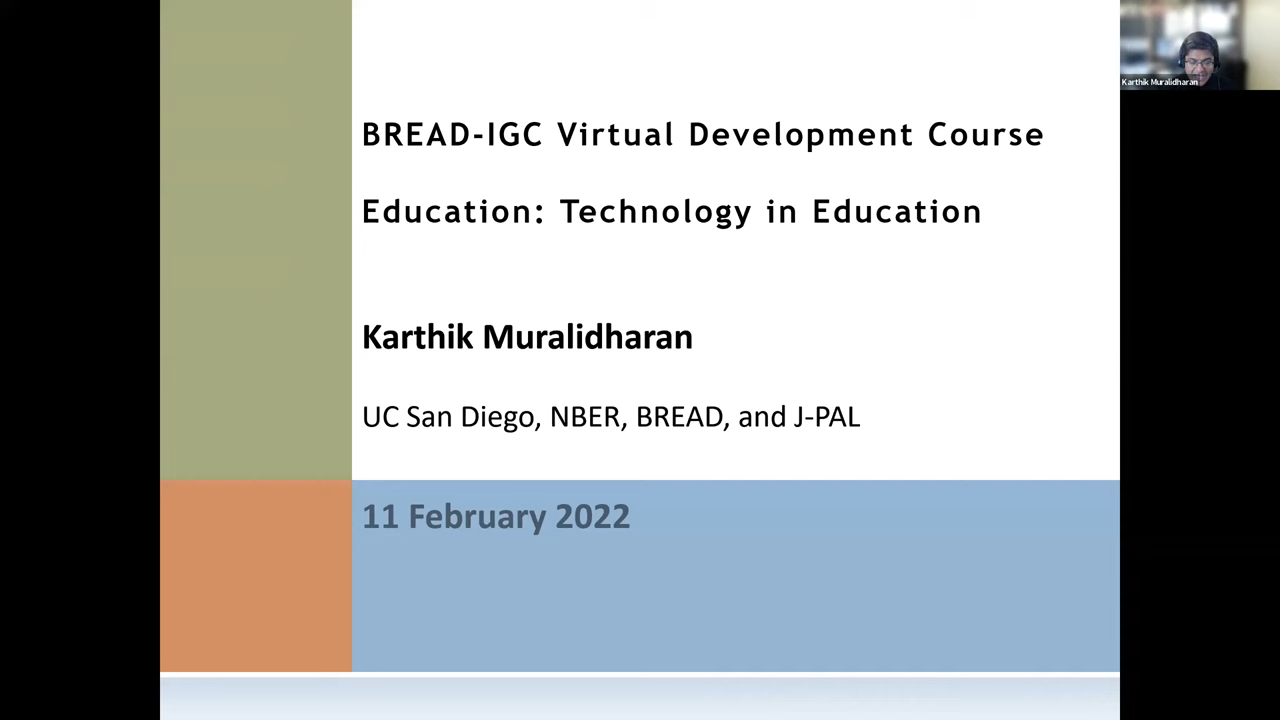 BREAD-IGC Virtual Development Course
Education: Technology in Education
Karthik Muralidharan
UC San Diego, NBER, BREAD, and J-PAL
11 February 2022
Karthik Muralidharan